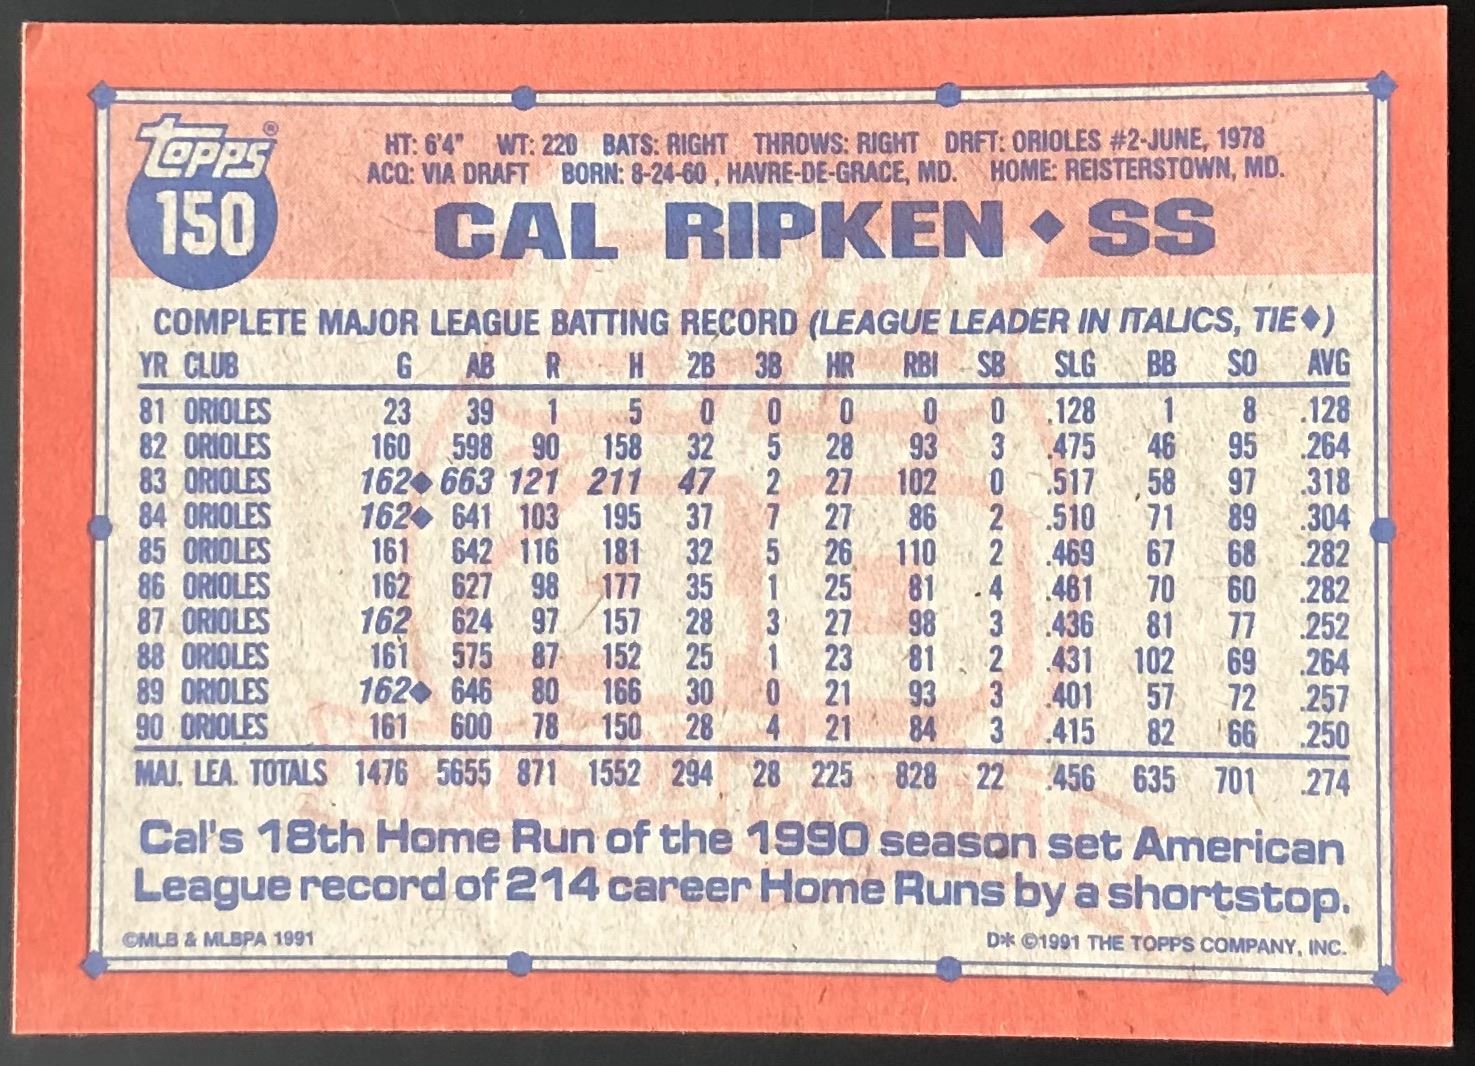 Topps®
150
HT: 6'4" WT: 220 BATS: RIGHT THROWS: RIGHT DRFT: ORIOLES #2-JUNE, 1978
ACQ: VIA DRAFT BORN: 8-24-60 , HAVRE-DE-GRACE, MD. HOME: REISTERSTOWN, MD.
CAL RIPKEN ♦ SS
COMPLETE MAJOR LEAGUE BATTING RECORD (LEAGUE LEADER IN ITALICS, TIE♦)
YR CLUB G AB R H 2B 3B HR RBI SB SLG BB SO AVG
81 ORIOLES 23 39 1 5 0 0 0 0 0 .128 1 8 .128
82 ORIOLES 160 598 90 158 32 5 28 93 3 .475 46 95 .264
83 ORIOLES 162♦ 663 121 211 47 2 27 102 0 .517 58 97 .318
84 ORIOLES 162♦ 641 103 195 37 7 27 86 2 .510 71 89 .304
85 ORIOLES 161 642 116 181 32 5 26 110 2 .469 67 68 .282
86 ORIOLES 162 627 98 177 35 1 25 81 4 .461 70 60 .282
87 ORIOLES 162 624 97 157 28 3 27 98 3 .436 81 77 .252
88 ORIOLES 161 575 87 152 25 1 23 81 2 .431 102 69 .264
89 ORIOLES 162♦ 646 80 166 30 0 21 93 3 .401 57 72 .257
90 ORIOLES 161 600 78 150 28 4 21 84 3 .415 82 66 .250
MAJ. LEA. TOTALS 1476 5655 871 1552 294 28 225 828 22 .456 635 701 .274
Cal's 18th Home Run of the 1990 season set American
League record of 214 career Home Runs by a shortstop.
©MLB & MLBPA 1991
D* ©1991 THE TOPPS COMPANY, INC.